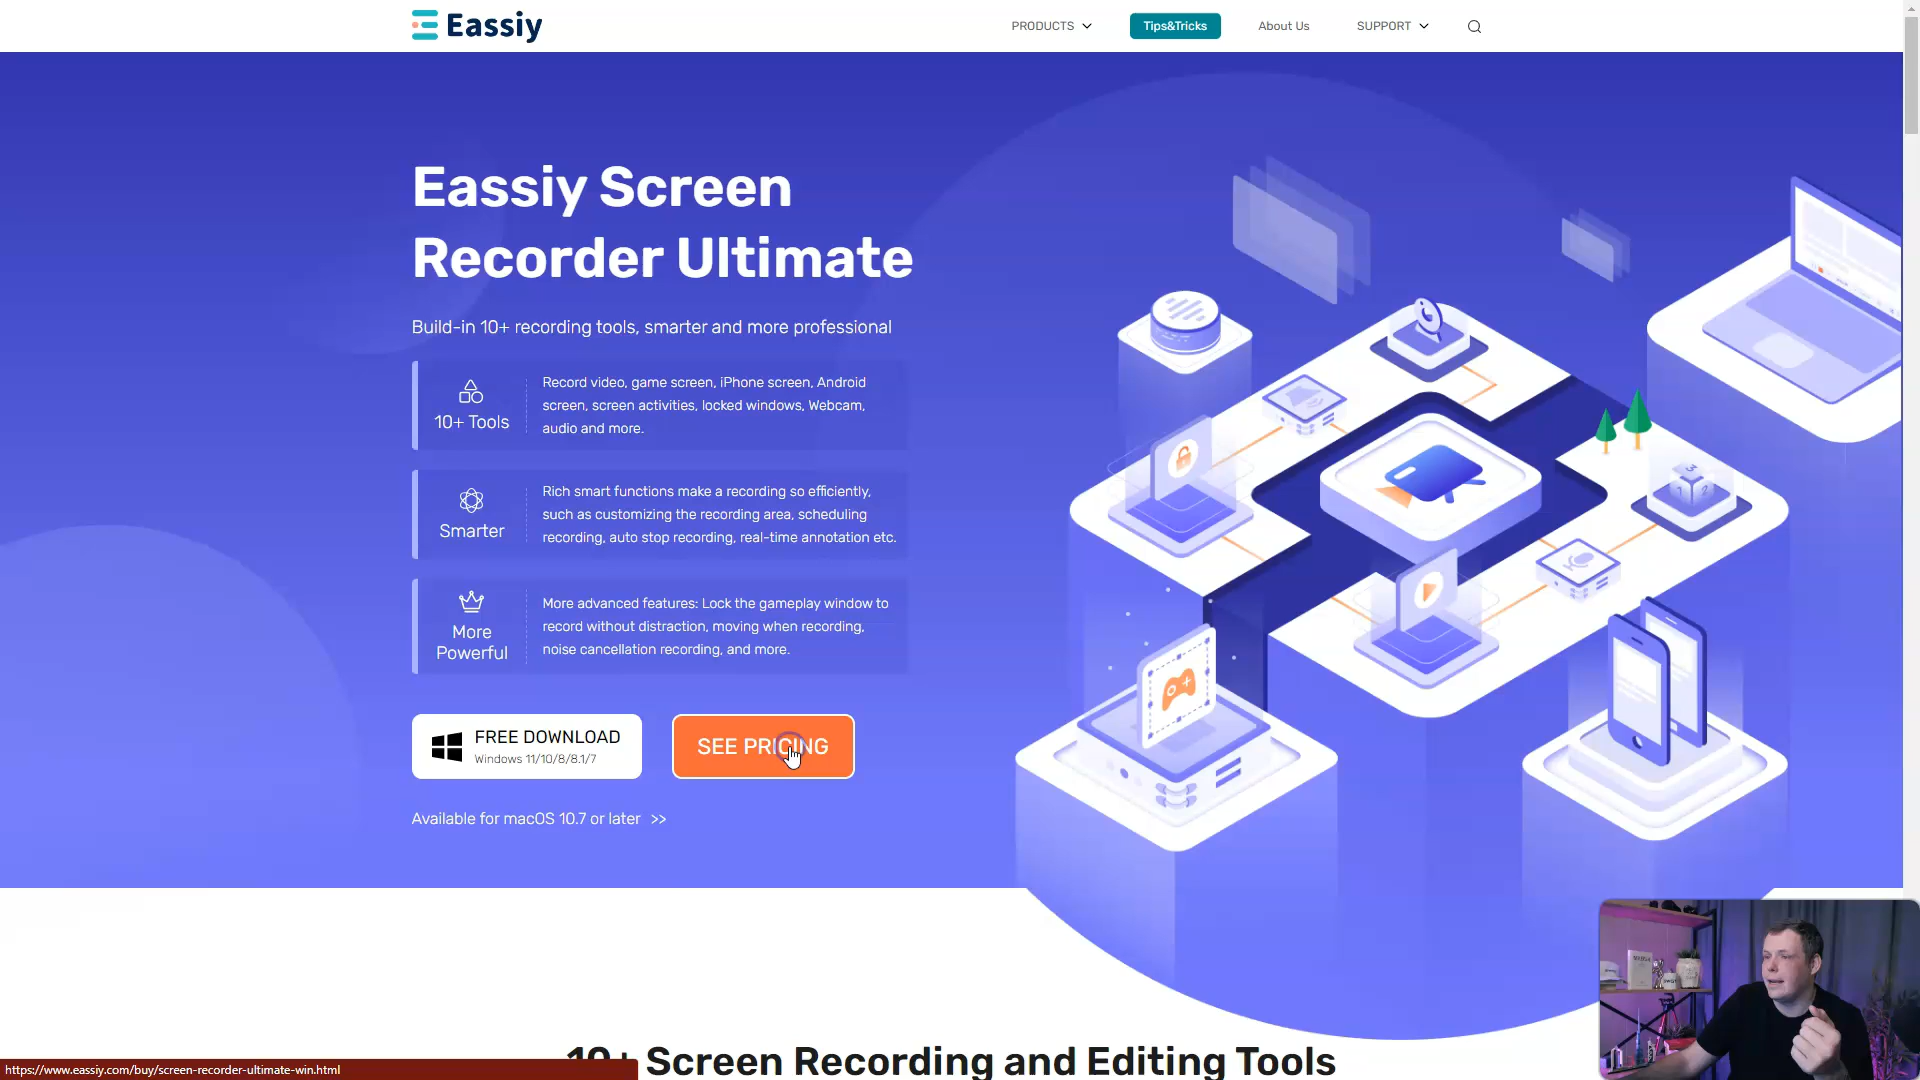 Eassiy
PRODUCTS
Tips&Tricks
About Us
SUPPORT
Eassiy Screen
Recorder Ultimate
Build-in 10+ recording tools, smarter and more professional
10+ Tools
Record video, game screen, iPhone screen, Android
screen, screen activities, locked windows, Webcam,
audio and more.
Smarter
Rich smart functions make a recording so efficiently,
such as customizing the recording area, scheduling
recording, auto stop recording, real-time annotation etc.
More
Powerful
More advanced features: Lock the gameplay window to
record without distraction, moving when recording,
noise cancellation recording, and more.
FREE DOWNLOAD
Windows 11/10/8/8.1/7
SEE PRICING
Available for macOS 10.7 or later >>
10+ Screen Recording and Editing Tools
https://www.eassiy.com/buy/screen-recorder-ultimate-win.html